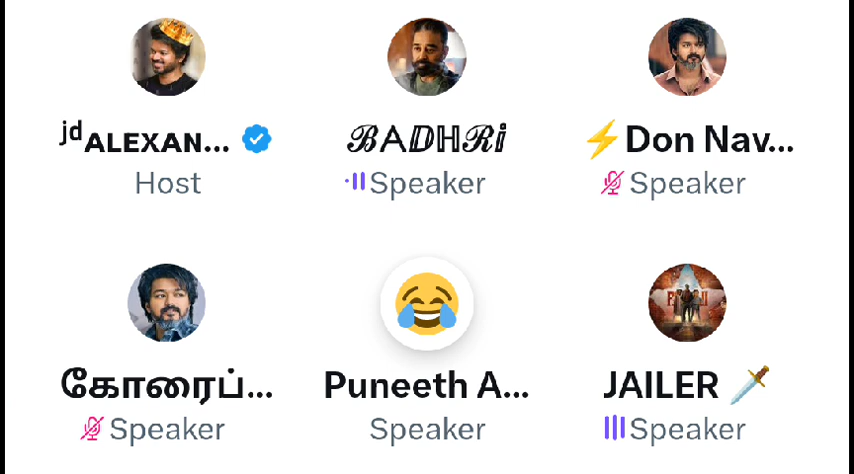 jdALEXAN...
Host
ℬADℍℛi
Speaker
⚡Don Nav...
Speaker
கோரைப்...
Speaker
Puneeth A...
Speaker
JAILER 🗡️
Speaker